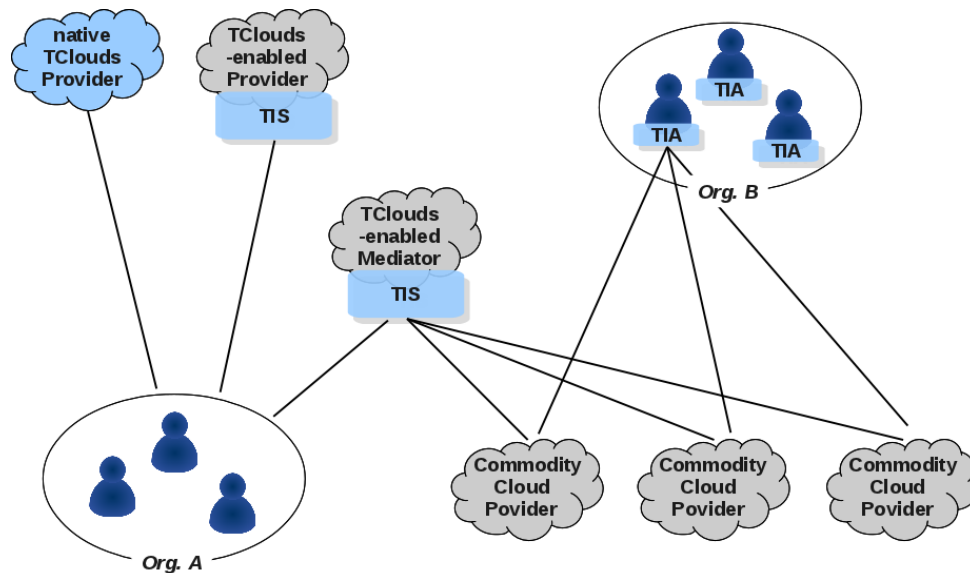 native
TClouds
Provider
TClouds
-enabled
Provider
TIS
TIA
TIA
TIA
Org. B
TClouds
-enabled
Mediator
TIS
Commodity
Cloud
Povider
Commodity
Cloud
Povider
Commodity
Cloud
Povider
Org. A